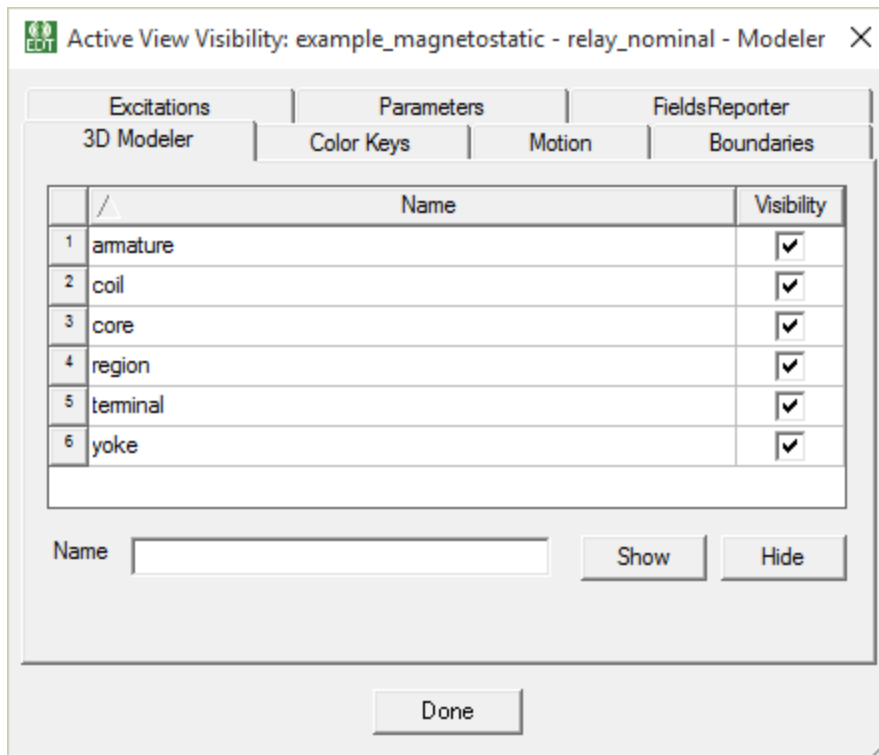 EDT Active View Visibility: example_magnetostatic - relay_nominal - Modeler
Excitations Parameters FieldsReporter
3D Modeler Color Keys Motion Boundaries
Name Visibility
1 armature
2 coil
3 core
4 region
5 terminal
6 yoke
Name Show Hide
Done